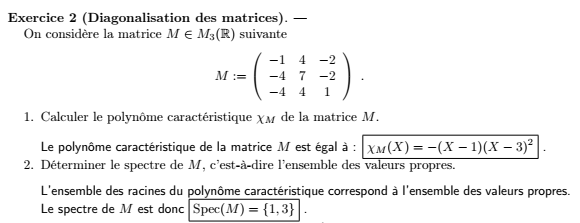 Exercice 2 (Diagonalisation des matrices). —
On considère la matrice M ∈ M₃(ℝ) suivante
M := ( −1 4 −2
−4 7 −2
−4 4 1 ) .
1. Calculer le polynôme caractéristique χ_M de la matrice M.
Le polynôme caractéristique de la matrice M est égal à : χ_M(X) = −(X − 1)(X − 3)² .
2. Déterminer le spectre de M, c'est-à-dire l'ensemble des valeurs propres.
L'ensemble des racines du polynôme caractéristique correspond à l'ensemble des valeurs propres.
Le spectre de M est donc Spec(M) = {1, 3} .